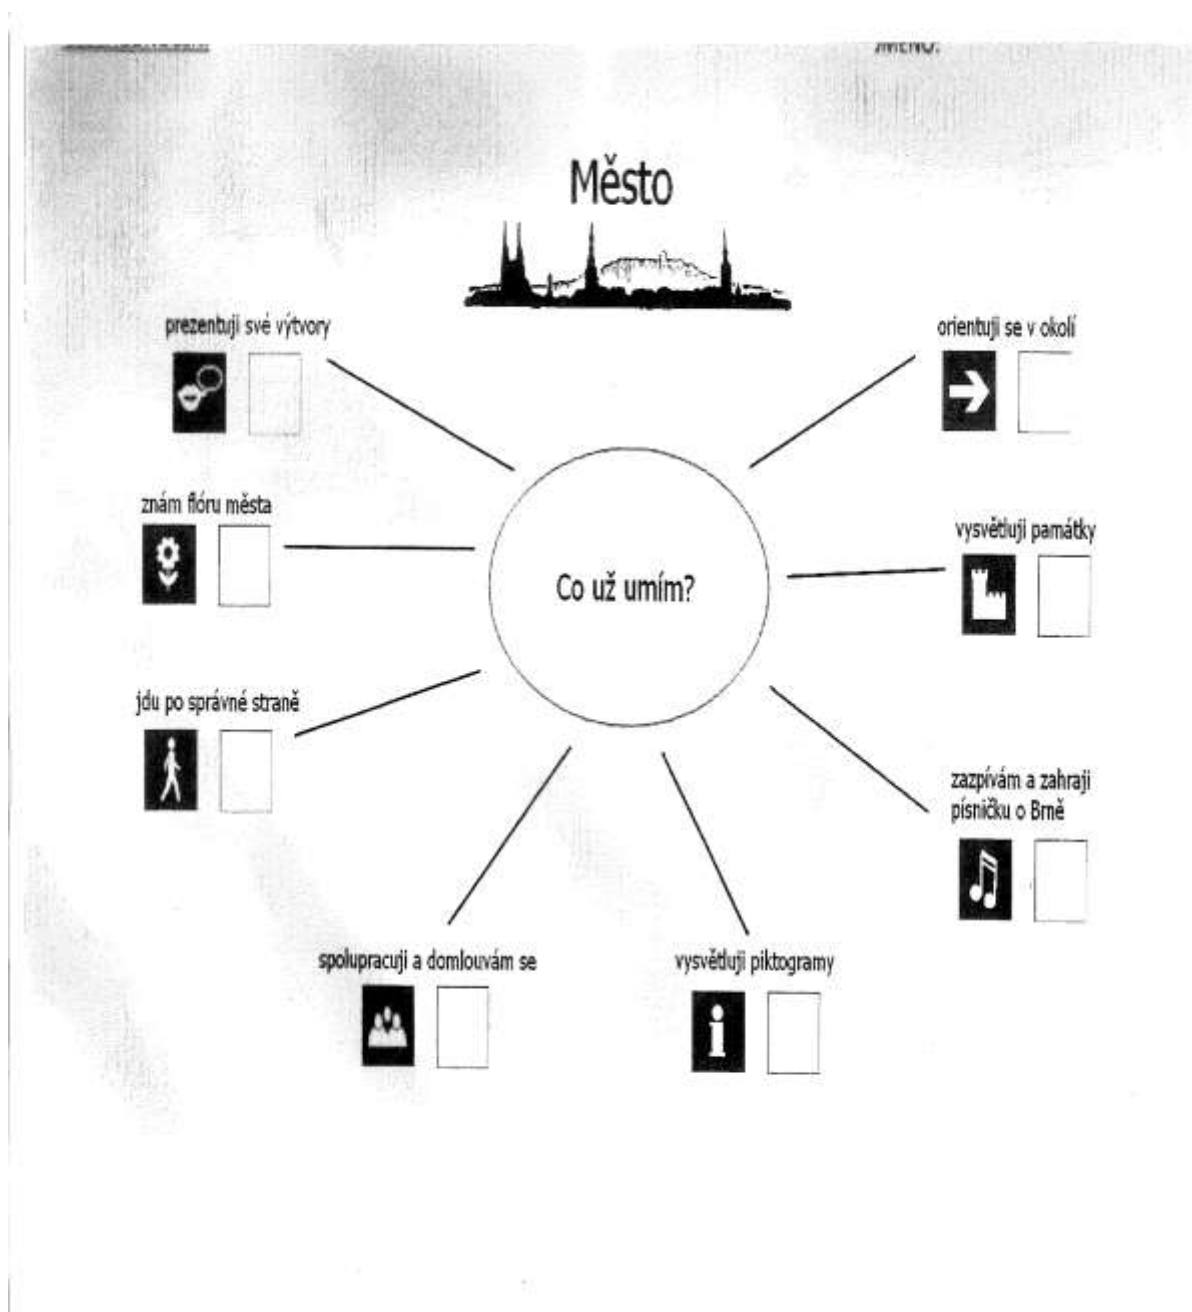 JMÉNO:
Město
prezentuji své výtvory
orientuji se v okolí
znám flóru města
vysvětluji památky
Co už umím?
jdu po správné straně
zazpívám a zahraji
písničku o Brně
spolupracuji a domlouvám se
vysvětluji piktogramy